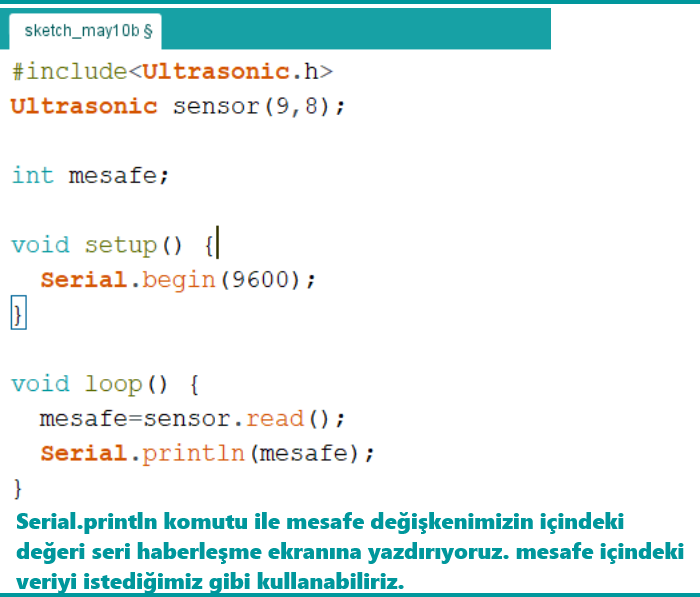 sketch_may10b §
#include<Ultrasonic.h>
Ultrasonic sensor(9,8);
int mesafe;
void setup() {
  Serial.begin(9600);
}
void loop() {
  mesafe=sensor.read();
  Serial.println(mesafe);
}
Serial.println komutu ile mesafe değişkenimizin içindeki
değeri seri haberleşme ekranına yazdırıyoruz. mesafe içindeki
veriyi istediğimiz gibi kullanabiliriz.